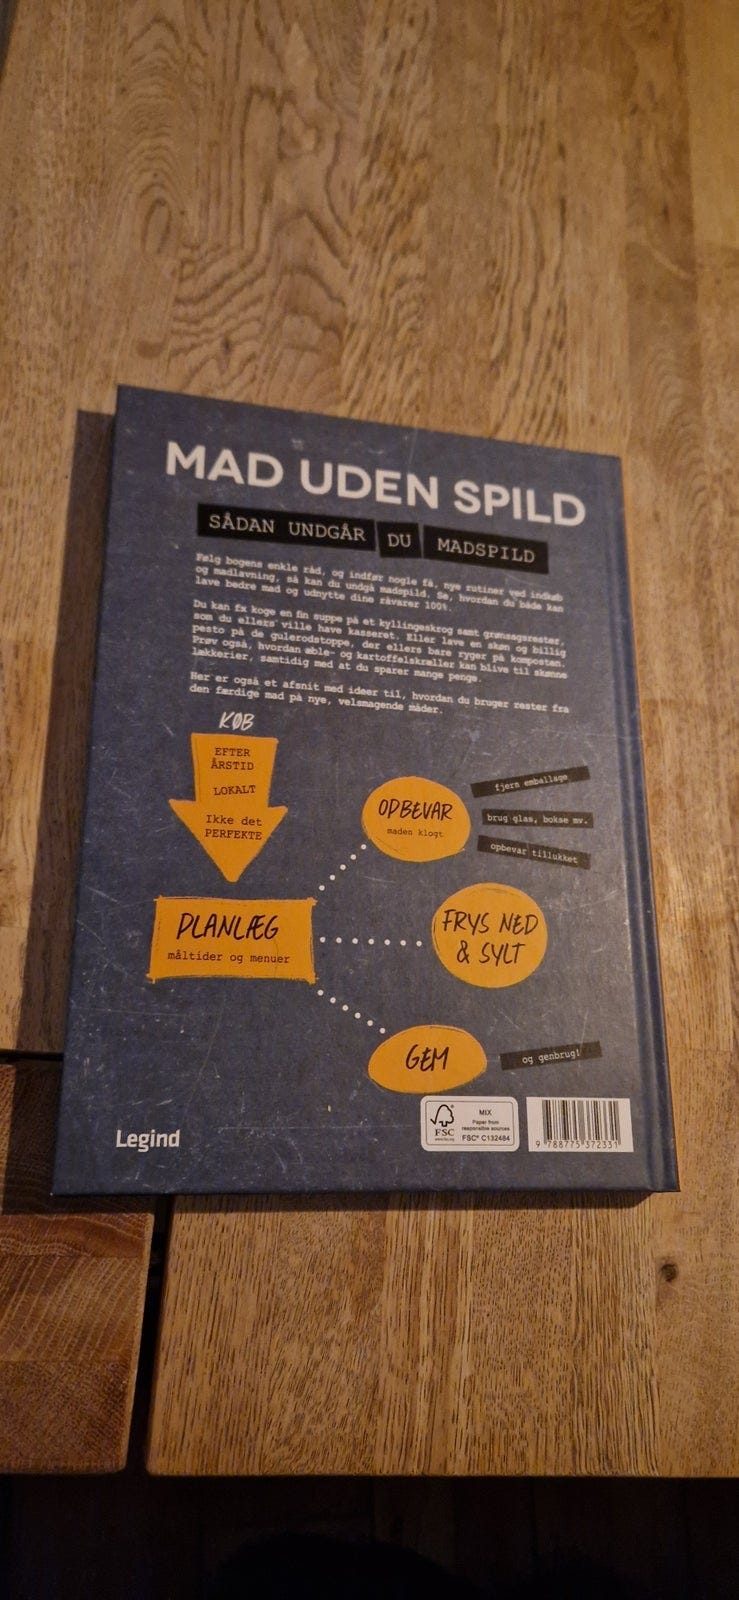 MAD UDEN SPILD
SÅDAN UNDGÅR DU MADSPILD
Følg bogens enkle råd, og indfør nogle få, nye rutiner ved indkøb
og madlavning, så kan du undgå madspild. Se, hvordan du både kan
lave bedre mad og udnytte dine råvarer 100%.
Du kan fx koge en fin suppe på et kyllingeskrog samt grønsagsrester,
som du ellers ville have kasseret. Eller lave en skøn og billig
pesto på de gulerodstoppe, der ellers bare ryger på komposten.
Prøv også, hvordan æble- og kartoffelskræller kan blive til skønne
lækkerier, samtidig med at du sparer mange penge.
Her er også et afsnit med ideer til, hvordan du bruger rester fra
den færdige mad på nye, velsmagende måder.
KØB
EFTER
ÅRSTID
LOKALT
Ikke det
PERFEKTE
OPBEVAR
maden klogt
fjern emballage
brug glas, bokse mv.
opbevar tillukket
PLANLÆG
måltider og menuer
FRYS NED
& SYLT
GEM
og genbrug!
Legind
FSC
www.fsc.org
MIX
Paper from
responsible sources
FSC® C132484
9 788775 372331